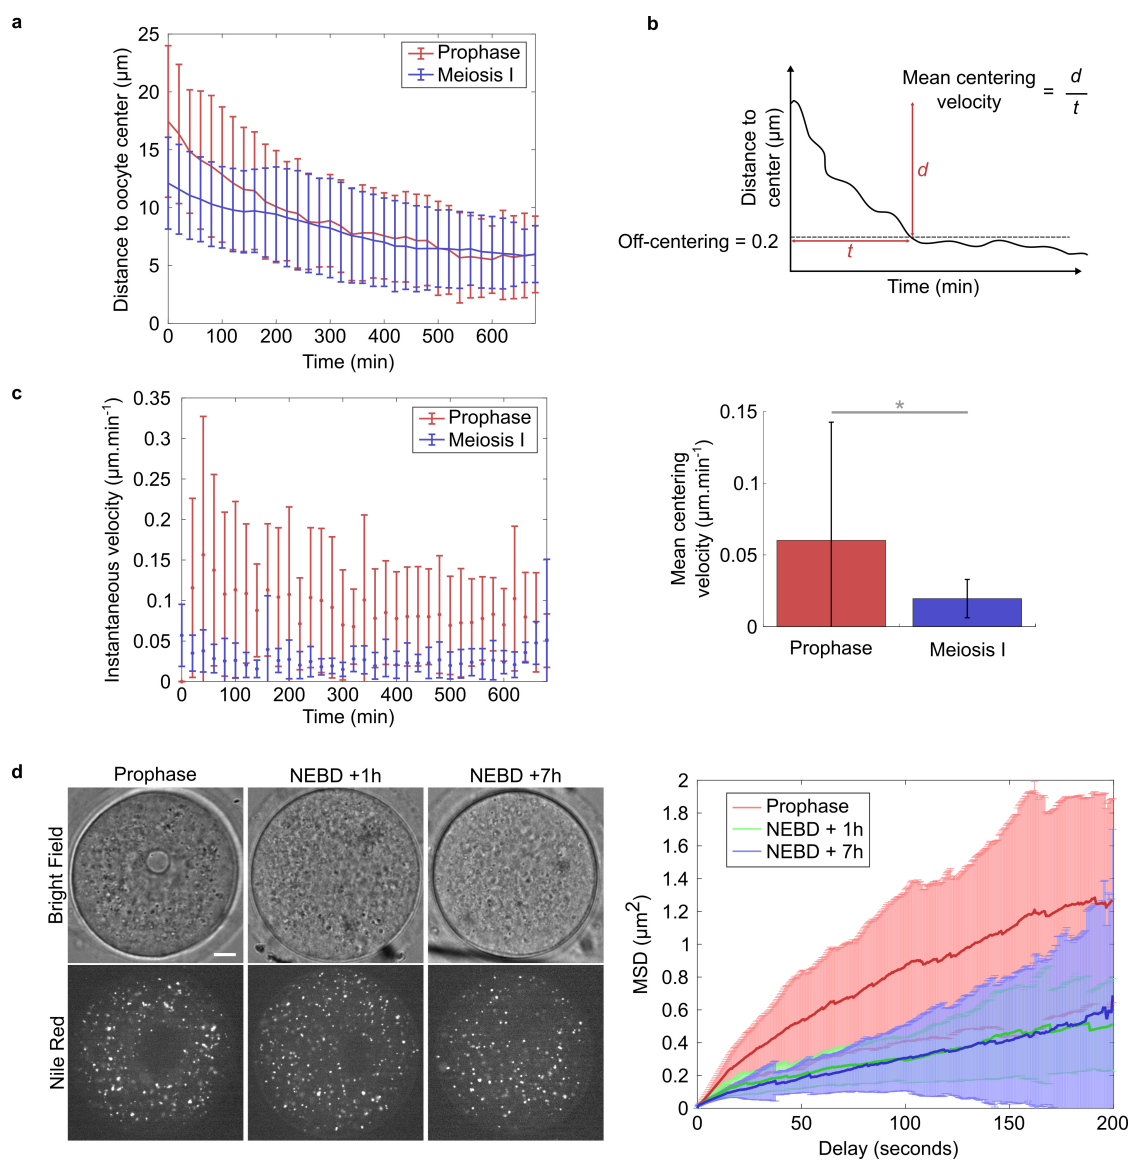 a
25
20
15
10
5
0
Distance to oocyte center (µm)
Prophase
Meiosis I
0 100 200 300 400 500 600
Time (min)
b
Mean centering
velocity
= d
t
Distance to
center (µm)
d
Off-centering = 0.2
t
Time (min)
c
0.35
0.3
0.25
0.2
0.15
0.1
0.05
0
Instantaneous velocity (µm.min-1)
Prophase
Meiosis I
0 100 200 300 400 500 600
Time (min)
0.15
0.1
0.05
0
Mean centering
velocity (µm.min-1)
*
Prophase Meiosis I
d
Prophase NEBD +1h NEBD +7h
Bright Field
Nile Red
2
1.8
1.6
1.4
1.2
1
0.8
0.6
0.4
0.2
0
MSD (µm2)
Prophase
NEBD + 1h
NEBD + 7h
0 50 100 150 200
Delay (seconds)